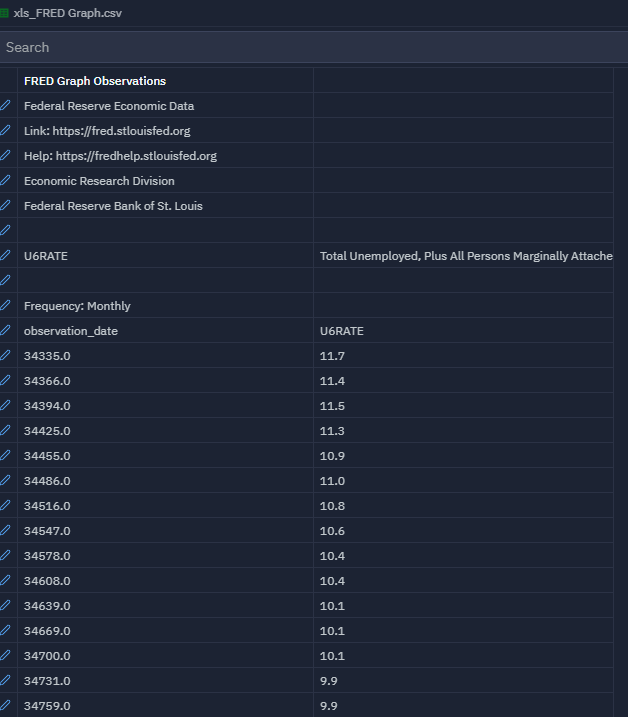 xls_FRED Graph.csv
Search
FRED Graph Observations
Federal Reserve Economic Data
Link: https://fred.stlouisfed.org
Help: https://fredhelp.stlouisfed.org
Economic Research Division
Federal Reserve Bank of St. Louis
U6RATE Total Unemployed, Plus All Persons Marginally Attache
Frequency: Monthly
observation_date U6RATE
34335.0 11.7
34366.0 11.4
34394.0 11.5
34425.0 11.3
34455.0 10.9
34486.0 11.0
34516.0 10.8
34547.0 10.6
34578.0 10.4
34608.0 10.4
34639.0 10.1
34669.0 10.1
34700.0 10.1
34731.0 9.9
34759.0 9.9